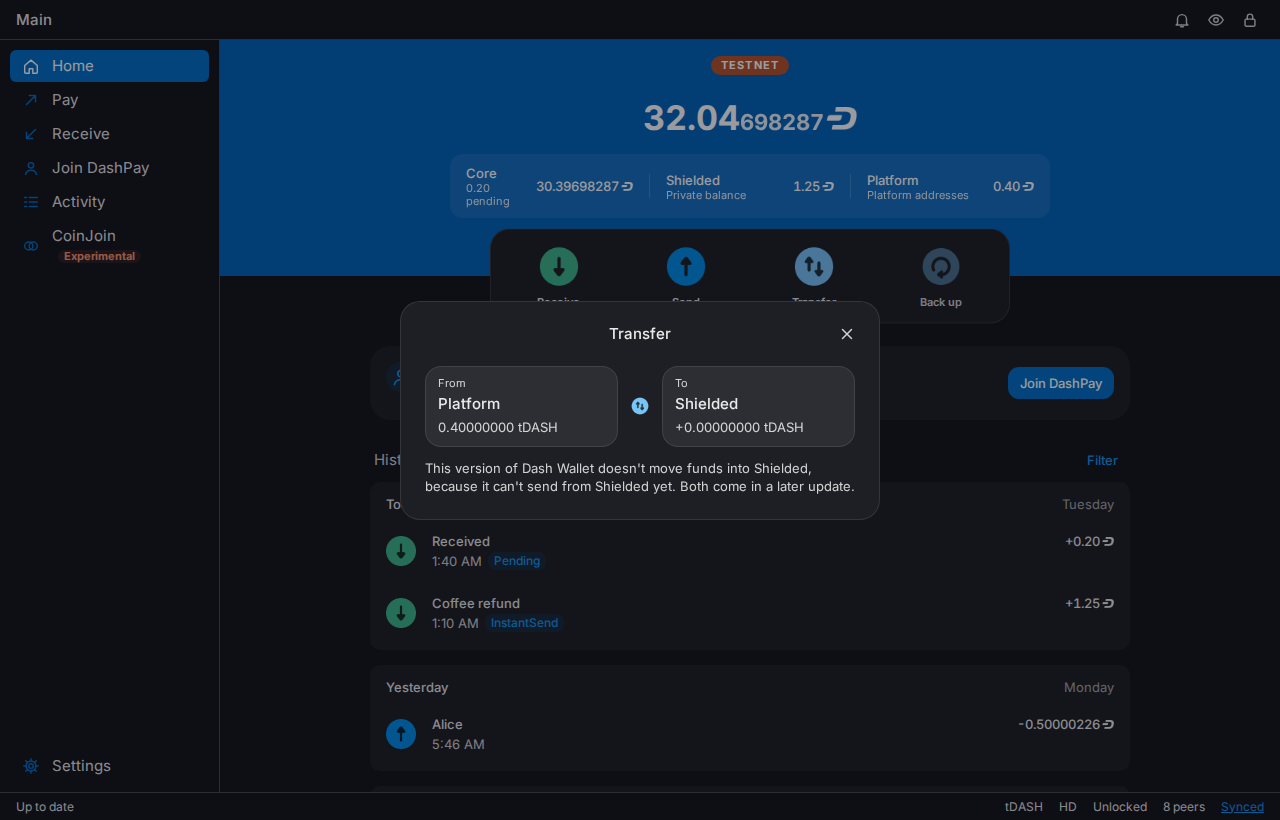 Main
Home
Pay
Receive
Join DashPay
Activity
CoinJoin
Experimental
Settings
TESTNET
32.04698287
Core
0.20 pending
30.39698287
Shielded
Private balance
1.25
Platform
Platform addresses
0.40
Receive
Send
Transfer
Back up
Transfer
From
Platform
0.40000000 tDASH
To
Shielded
+0.00000000 tDASH
This version of Dash Wallet doesn't move funds into Shielded,
because it can't send from Shielded yet. Both come in a later update.
Join DashPay
Filter
Tuesday
Received
1:40 AM
Pending
+0.20
Coffee refund
1:10 AM
InstantSend
+1.25
Yesterday
Monday
Alice
5:46 AM
-0.50000226
Up to date
tDASH
HD
Unlocked
8 peers
Synced